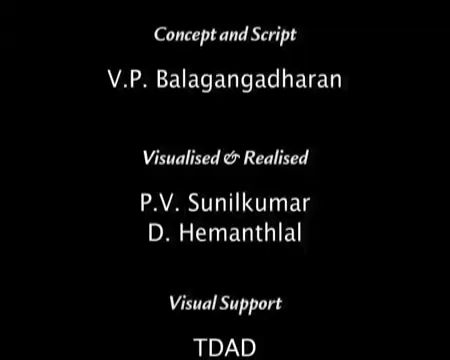 Concept and Script
V.P. Balagangadharan
Visualised & Realised
P.V. Sunilkumar
D. Hemanthlal
Visual Support
TDAD